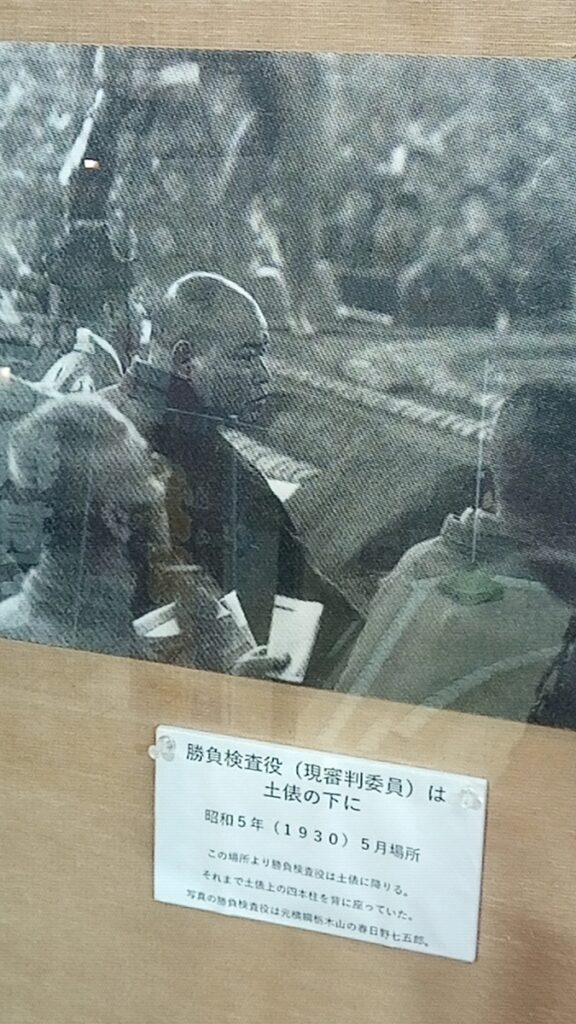 勝負検査役（現審判委員）は
土俵の下に
昭和５年（１９３０）５月場所
この場所より勝負検査役は土俵に降りる。
それまで土俵上の四本柱を背に座っていた。
写真の勝負検査役は元横綱栃木山の春日野七五郎。